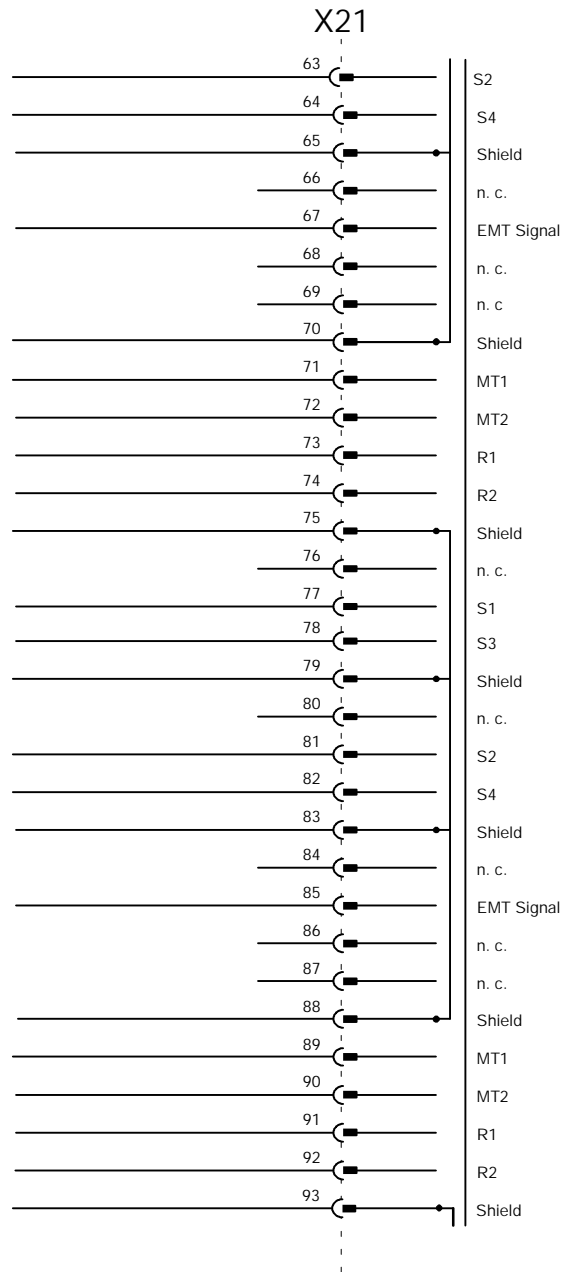 X21
63 S2
64 S4
65 Shield
66 n. c.
67 EMT Signal
68 n. c.
69 n. c
70 Shield
71 MT1
72 MT2
73 R1
74 R2
75 Shield
76 n. c.
77 S1
78 S3
79 Shield
80 n. c.
81 S2
82 S4
83 Shield
84 n. c.
85 EMT Signal
86 n. c.
87 n. c.
88 Shield
89 MT1
90 MT2
91 R1
92 R2
93 Shield